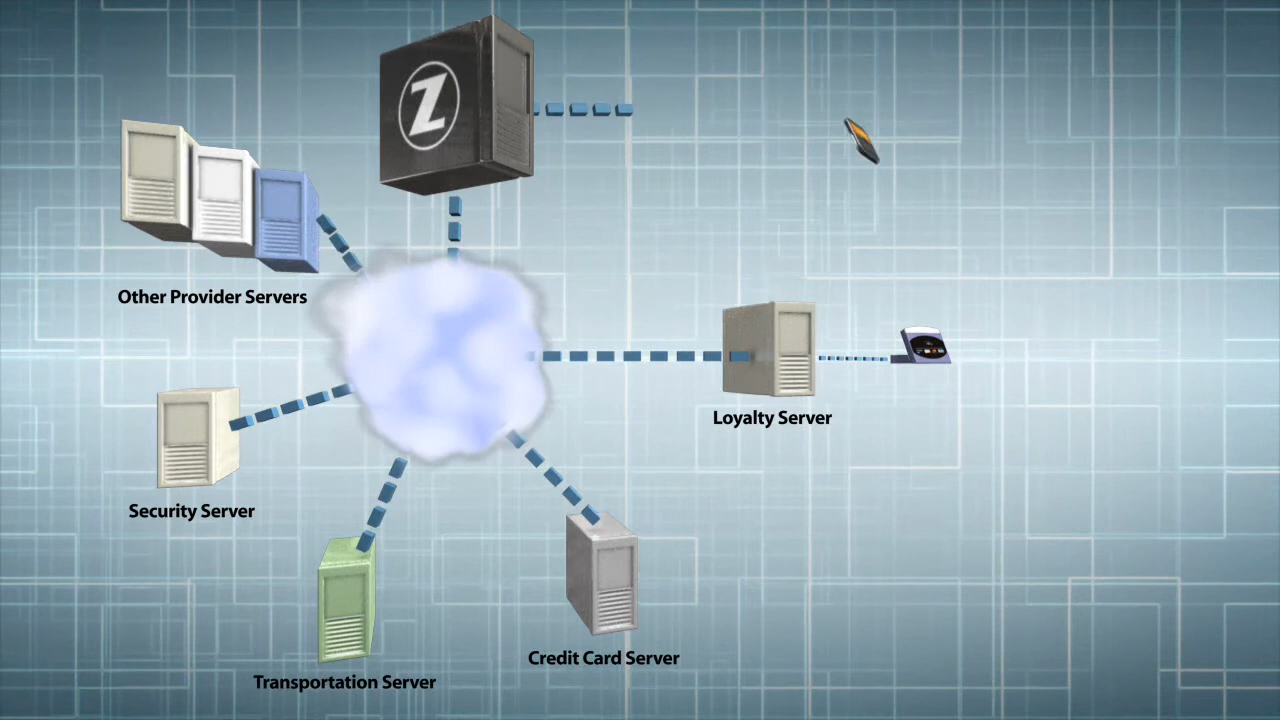 Z
Other Provider Servers
Loyalty Server
Security Server
Credit Card Server
Transportation Server